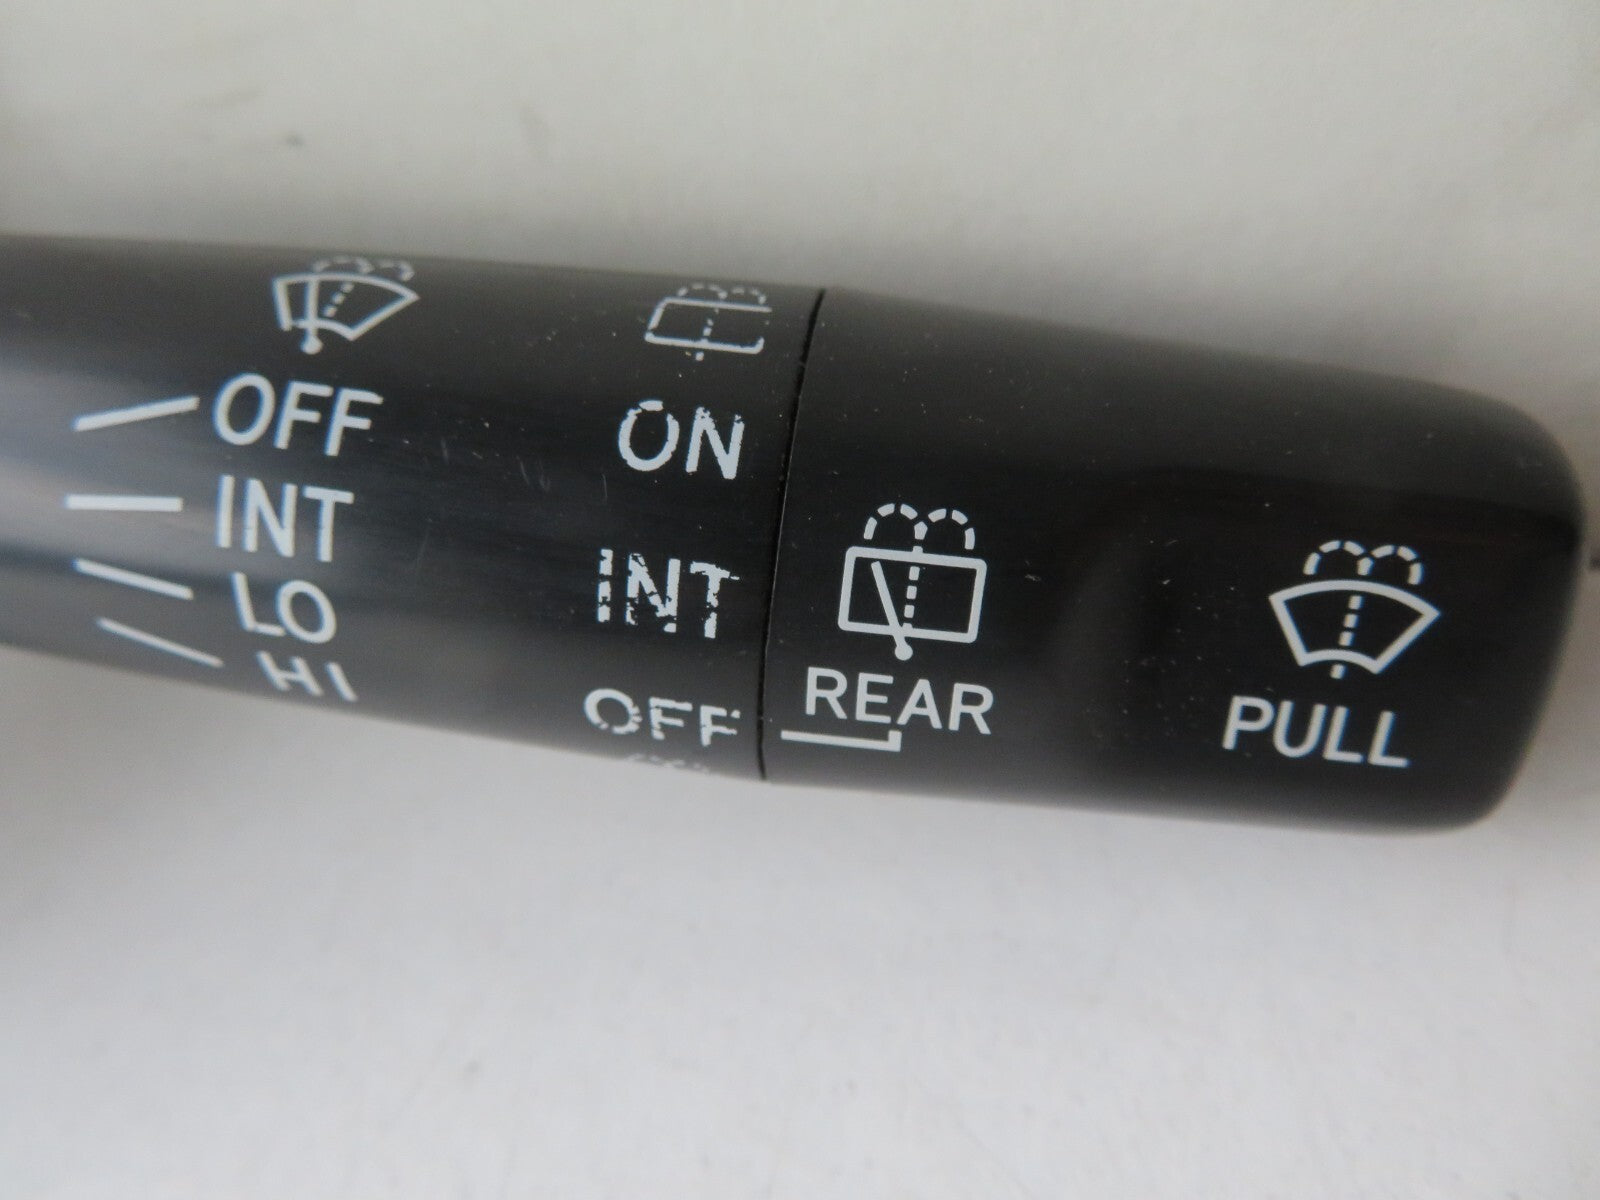 OFF
INT
LO
HI
ON
INT
OFF
REAR
PULL